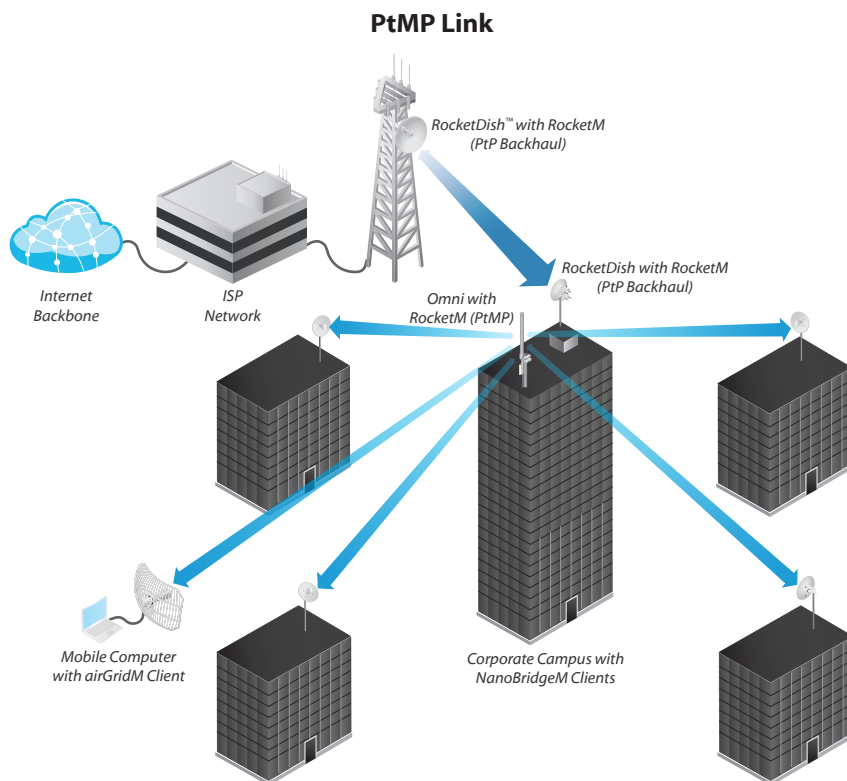 PtMP Link
RocketDish™ with RocketM
(PtP Backhaul)
RocketDish with RocketM
(PtP Backhaul)
Omni with
RocketM (PtMP)
Internet
Backbone
ISP
Network
Mobile Computer
with airGridM Client
Corporate Campus with
NanoBridgeM Clients